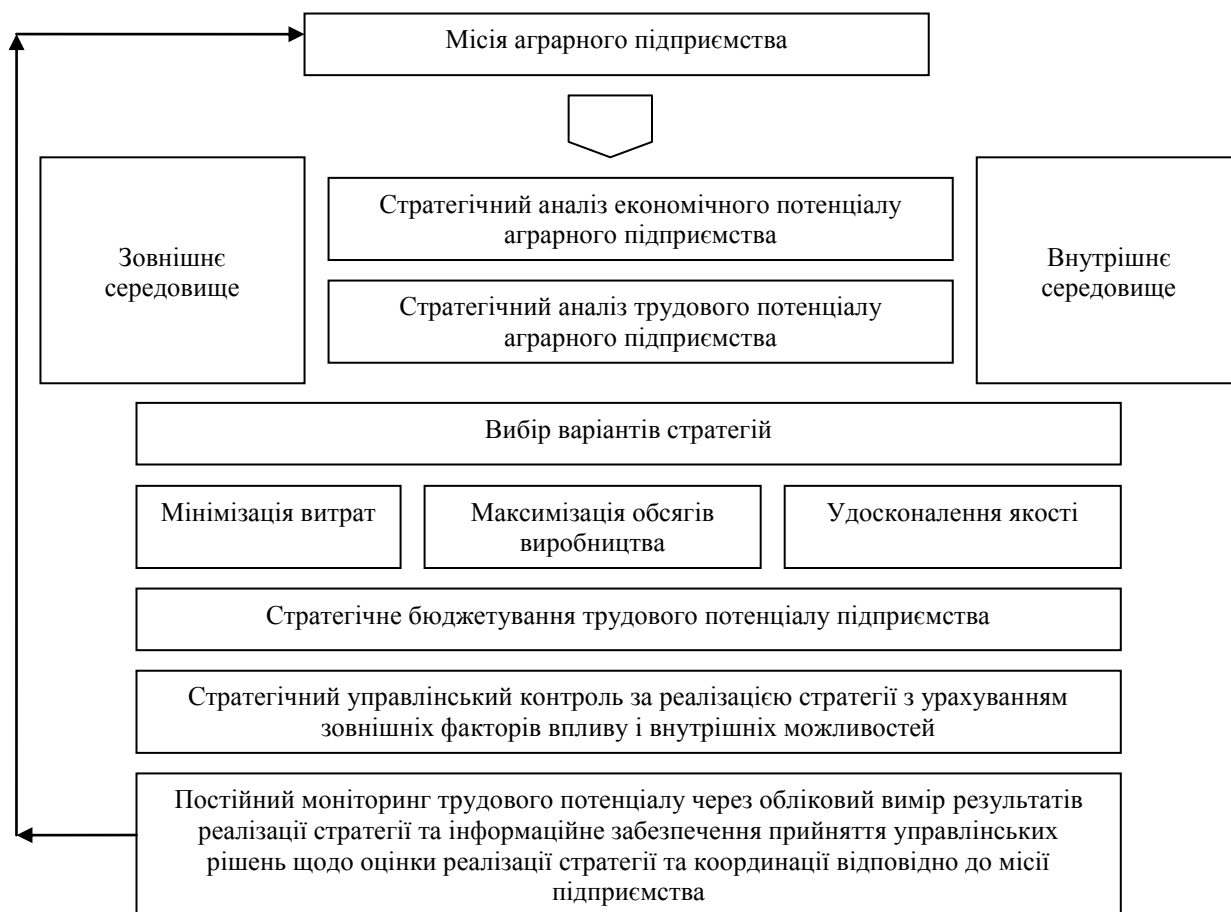 Місія аграрного підприємства
Стратегічний аналіз економічного потенціалу
аграрного підприємства
Зовнішнє
середовище
Внутрішнє
середовище
Стратегічний аналіз трудового потенціалу
аграрного підприємства
Вибір варіантів стратегій
Мінімізація витрат
Максимізація обсягів
виробництва
Удосконалення якості
Стратегічне бюджетування трудового потенціалу підприємства
Стратегічний управлінський контроль за реалізацією стратегії з урахуванням
зовнішніх факторів впливу і внутрішніх можливостей
Постійний моніторинг трудового потенціалу через обліковий вимір результатів
реалізації стратегії та інформаційне забезпечення прийняття управлінських
рішень щодо оцінки реалізації стратегії та координації відповідно до місії
підприємства